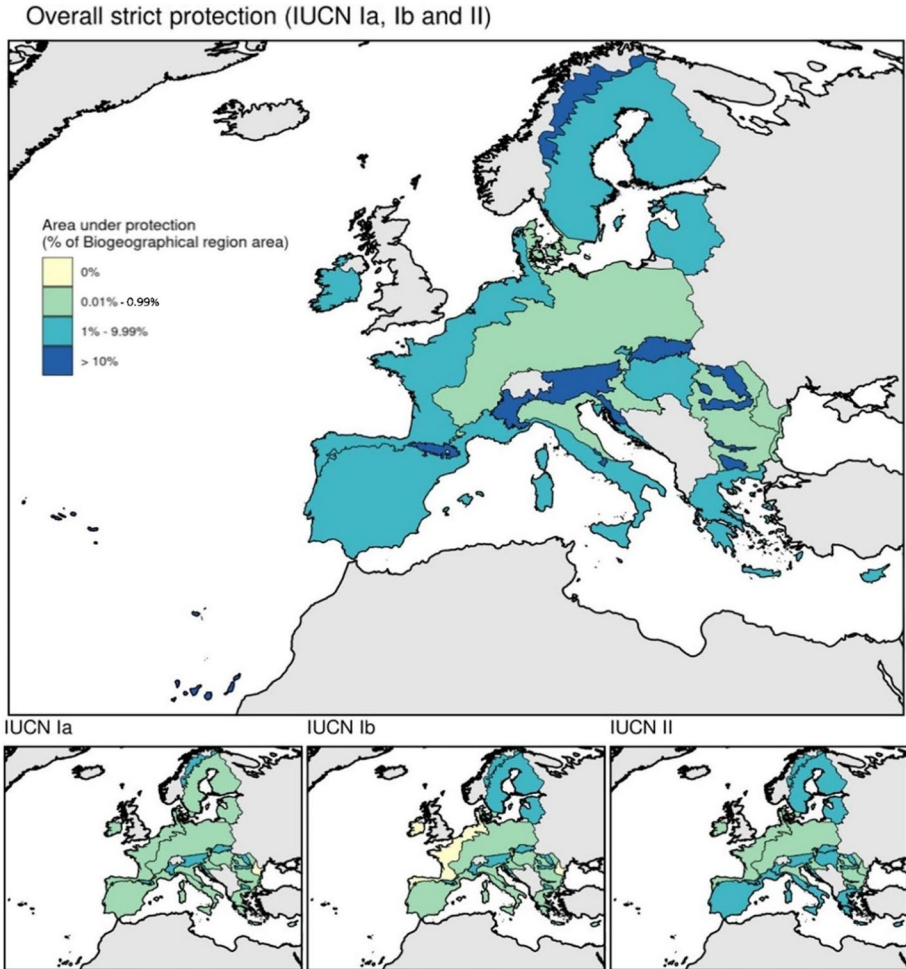 Overall strict protection (IUCN Ia, Ib and II)
Area under protection
(% of Biogeographical region area)
0%
0.01% - 0.99%
1% - 9.99%
> 10%
IUCN Ia
IUCN Ib
IUCN II